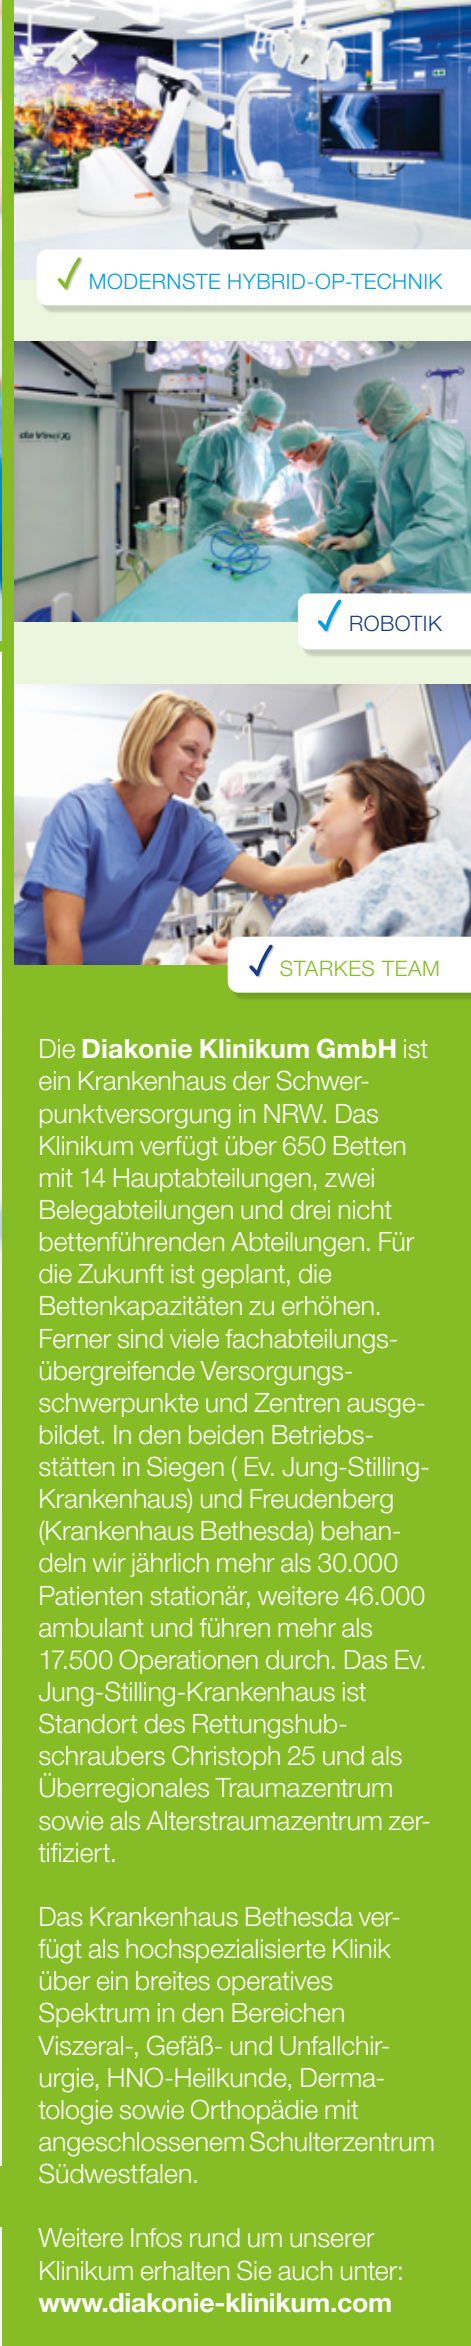 MODERNSTE HYBRID-OP-TECHNIK
da Vinci Xi
ROBOTIK
STARKES TEAM
Die Diakonie Klinikum GmbH ist
ein Krankenhaus der Schwer-
punktversorgung in NRW. Das
Klinikum verfügt über 650 Betten
mit 14 Hauptabteilungen, zwei
Belegabteilungen und drei nicht
bettenführenden Abteilungen. Für
die Zukunft ist geplant, die
Bettenkapazitäten zu erhöhen.
Ferner sind viele fachabteilungs-
übergreifende Versorgungs-
schwerpunkte und Zentren ausge-
bildet. In den beiden Betriebs-
stätten in Siegen ( Ev. Jung-Stilling-
Krankenhaus) und Freudenberg
(Krankenhaus Bethesda) behan-
deln wir jährlich mehr als 30.000
Patienten stationär, weitere 46.000
ambulant und führen mehr als
17.500 Operationen durch. Das Ev.
Jung-Stilling-Krankenhaus ist
Standort des Rettungshub-
schraubers Christoph 25 und als
Überregionales Traumazentrum
sowie als Alterstraumazentrum zer-
tifiziert.
Das Krankenhaus Bethesda ver-
fügt als hochspezialisierte Klinik
über ein breites operatives
Spektrum in den Bereichen
Viszeral-, Gefäß- und Unfallchir-
urgie, HNO-Heilkunde, Derma-
tologie sowie Orthopädie mit
angeschlossenem Schulterzentrum
Südwestfalen.
Weitere Infos rund um unserer
Klinikum erhalten Sie auch unter:
www.diakonie-klinikum.com